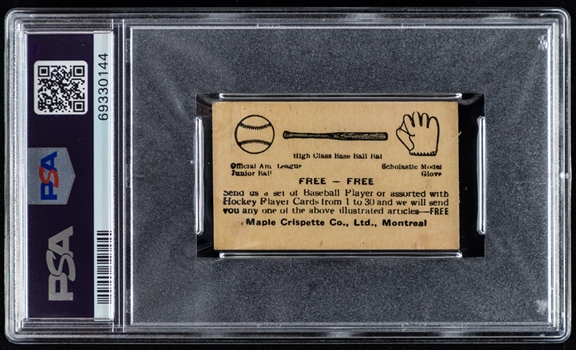 69330144
PSA
PSA
High Class Base Ball Bat
Official Am League
Junior Ball
Scholastic Model
Glove
FREE — FREE
Send us a set of Baseball Player or assorted with
Hockey Player Cards from 1 to 30 and we will send
you any one of the above illustrated articles—FREE
Maple Crispette Co., Ltd., Montreal